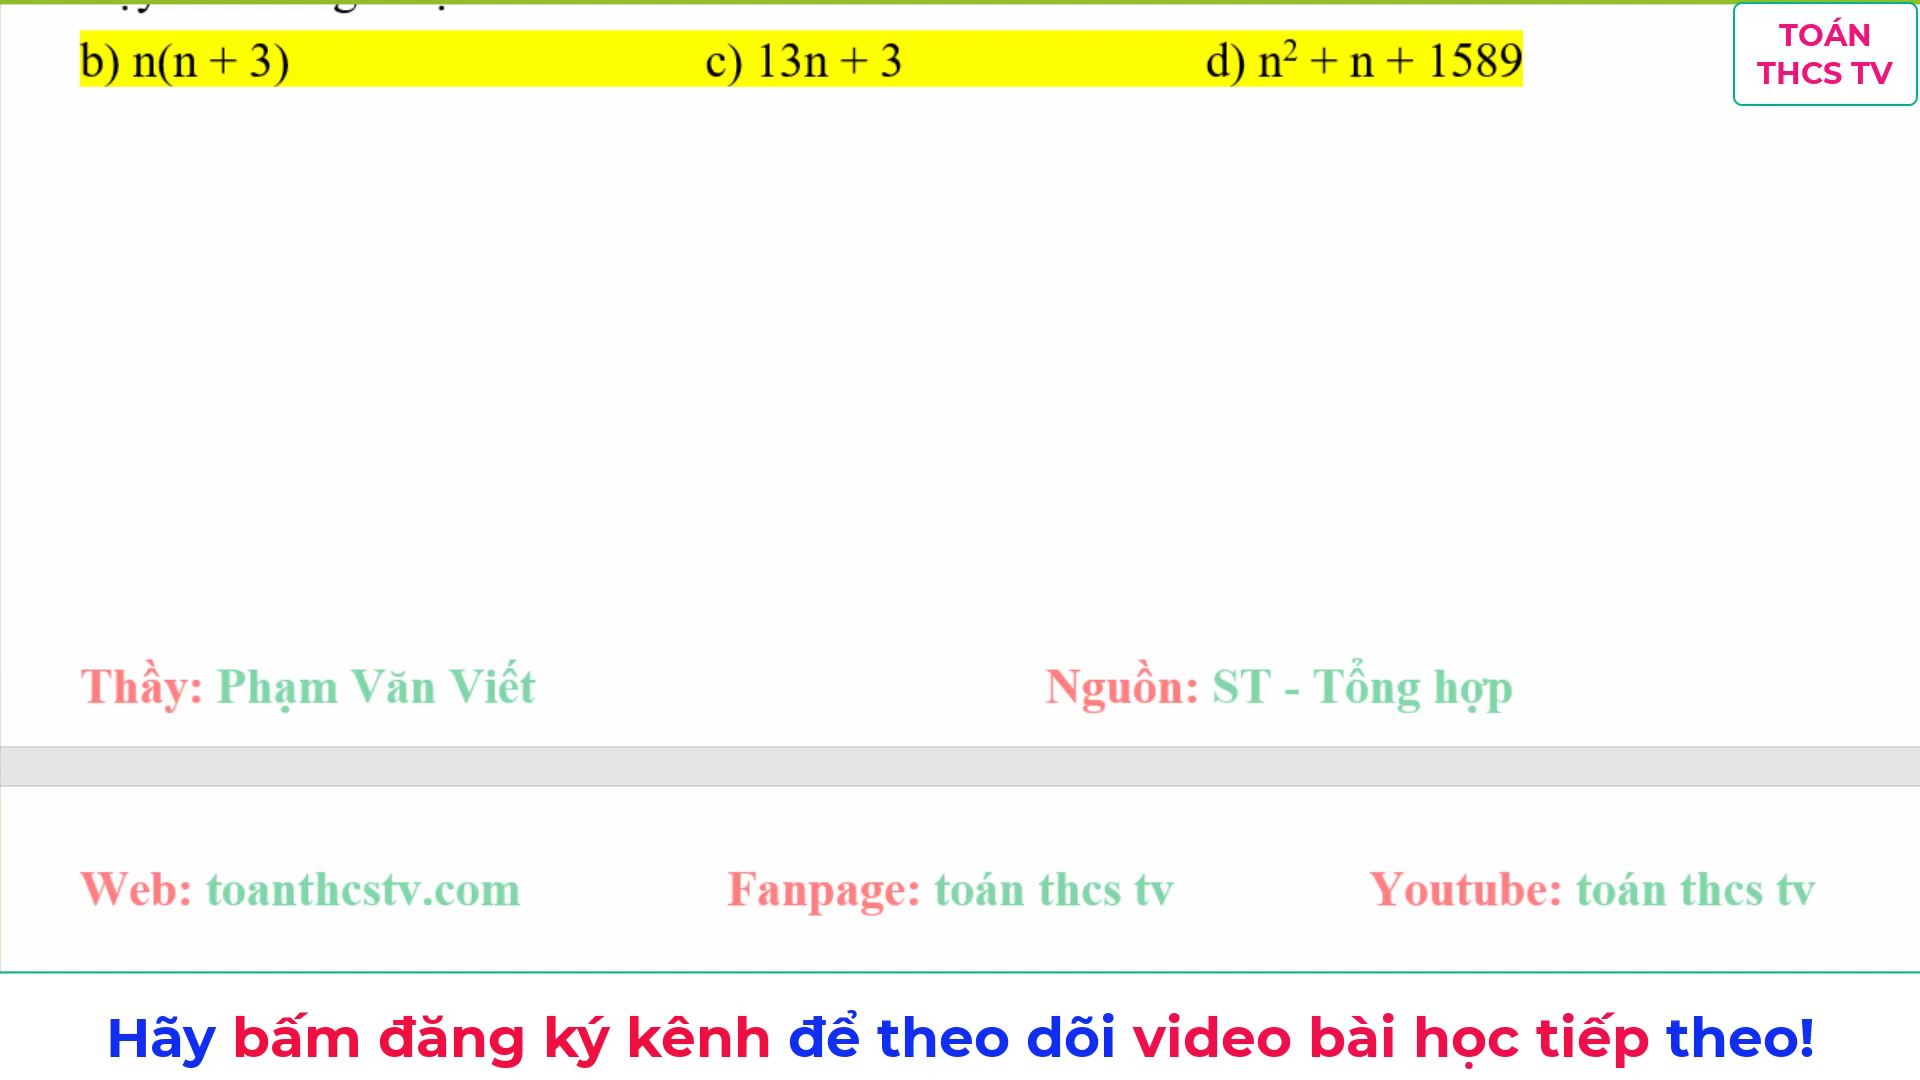 b) n(n + 3) c) 13n + 3 d) n² + n + 1589
TOÁN
THCS TV
Thầy: Phạm Văn Viết Nguồn: ST - Tổng hợp
Web: toanthcstv.com Fanpage: toán thcs tv Youtube: toán thcs tv
Hãy bấm đăng ký kênh để theo dõi video bài học tiếp theo!